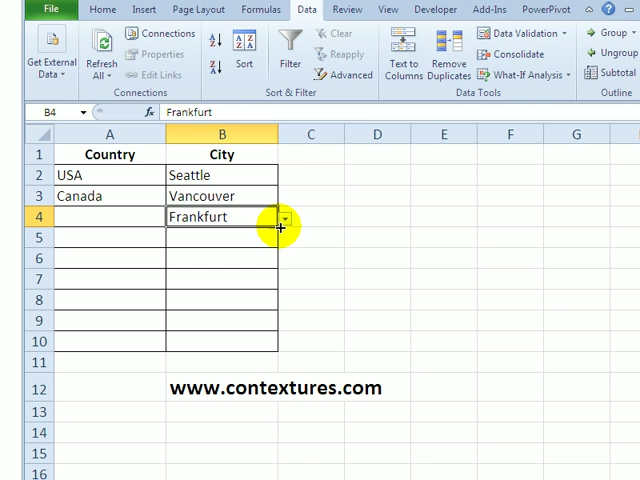 File Home Insert Page Layout Formulas Data Review View Developer Add-Ins PowerPivot
Get External Data
Refresh All
Connections
Properties
Edit Links
Connections
Sort
Filter
Clear
Reapply
Advanced
Sort & Filter
Text to Columns
Remove Duplicates
Data Validation
Consolidate
What-If Analysis
Data Tools
Group
Ungroup
Subtotal
Outline
B4 fx Frankfurt
A B C D E F G
1 Country City
2 USA Seattle
3 Canada Vancouver
4 Frankfurt
5
6
7
8
9
10
11
12 www.contextures.com
13
14
15
16